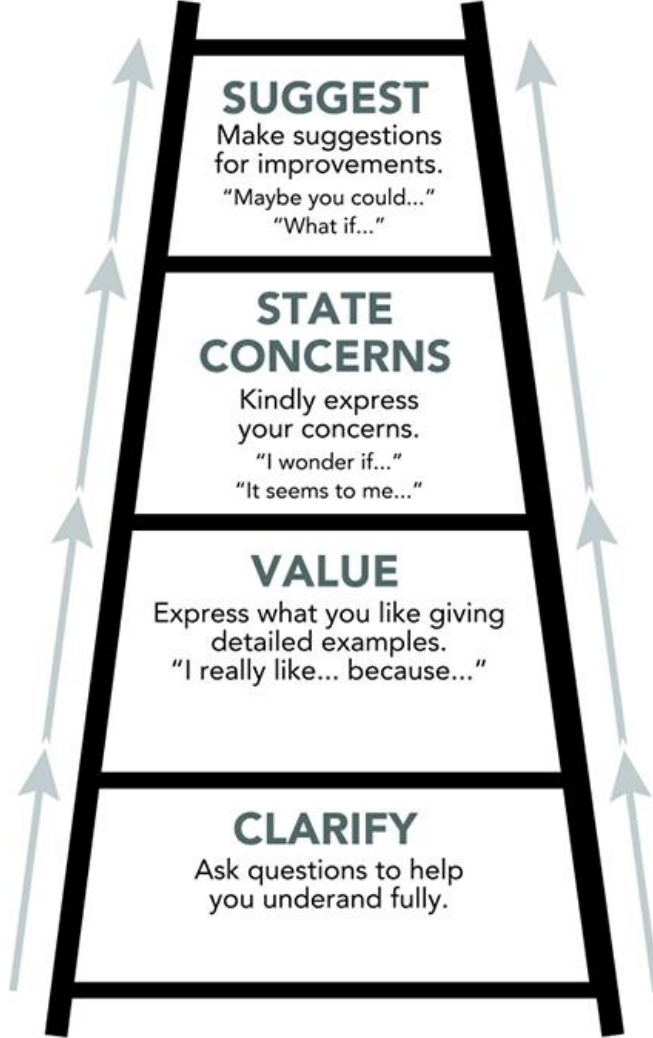 SUGGEST
Make suggestions
for improvements.
“Maybe you could...”
“What if...”
STATE
CONCERNS
Kindly express
your concerns.
“I wonder if...”
“It seems to me...”
VALUE
Express what you like giving
detailed examples.
“I really like... because...”
CLARIFY
Ask questions to help
you underand fully.